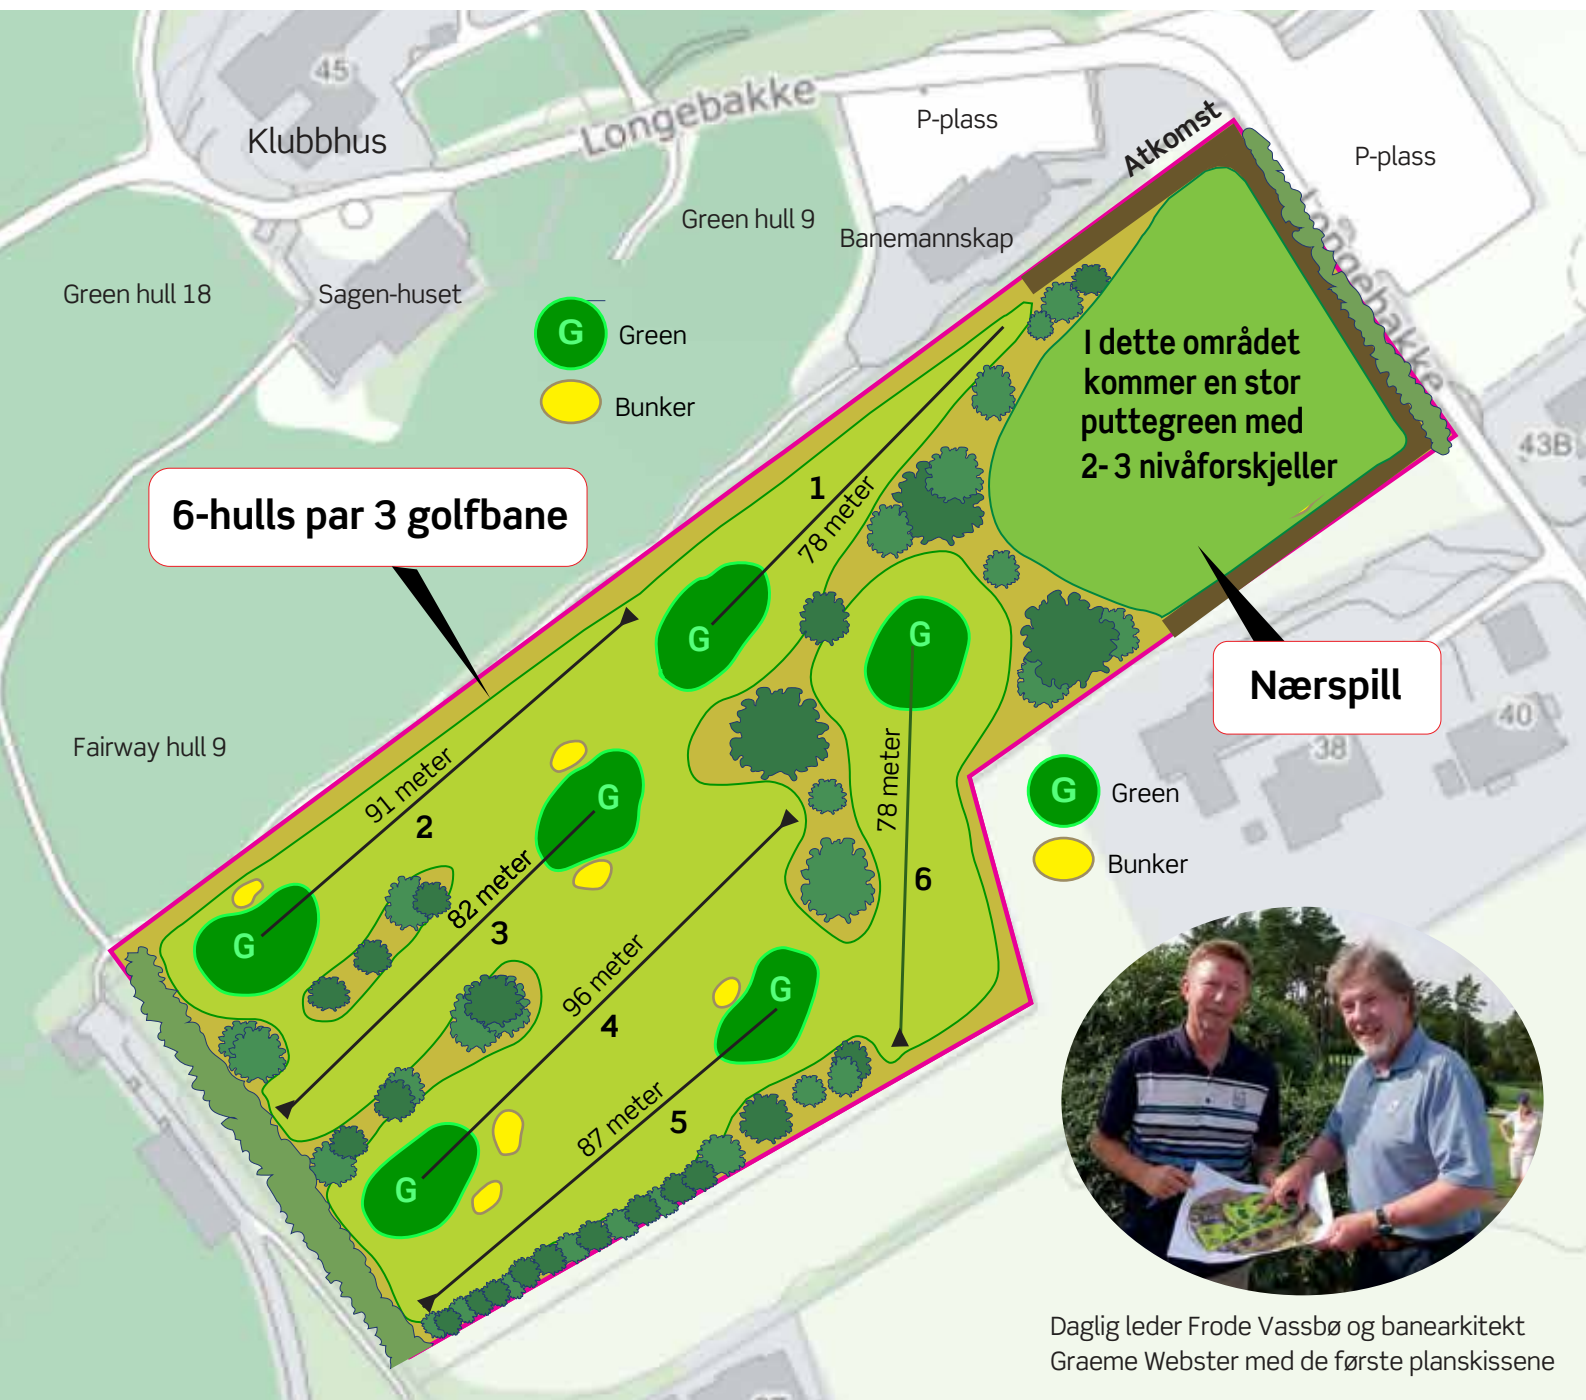 45
Klubbhus
Longebakke
P-plass
Atkomst
P-plass
Green hull 9
Banemannskap
Longebakke
Green hull 18
Sagen-huset
G Green
Bunker
I dette området
kommer en stor
puttegreen med
2- 3 nivåforskjeller
43B
6-hulls par 3 golfbane
1
78 meter
G
G
Nærspill
40
38
Fairway hull 9
91 meter
2
G
78 meter
G Green
Bunker
82 meter
3
6
G
96 meter
4
G
87 meter
5
G
Daglig leder Frode Vassbø og banearkitekt
Graeme Webster med de første planskissene